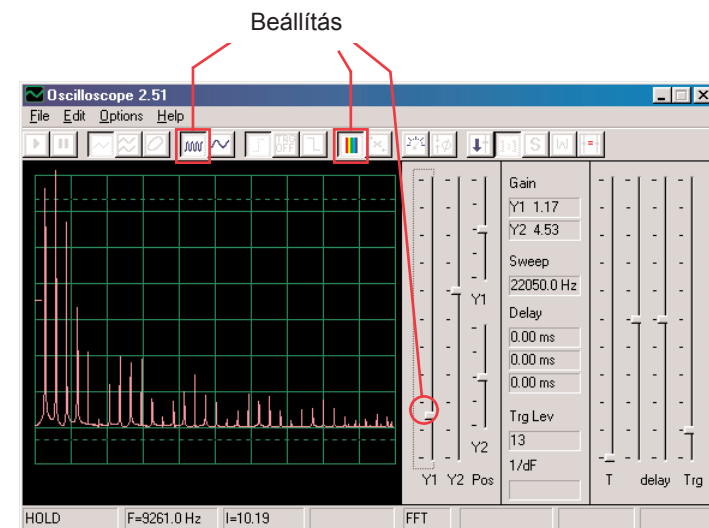 Beállítás
Oscilloscope 2.51
File Edit Options Help
TRG OFF
S
Gain
Y1 1.17
Y2 4.53
Sweep
22050.0 Hz
Delay
0.00 ms
0.00 ms
0.00 ms
Trg Lev
13
1/dF
Y1
Y2
Y1 Y2 Pos
T delay Trg
HOLD F=9261.0 Hz I=10.19 FFT